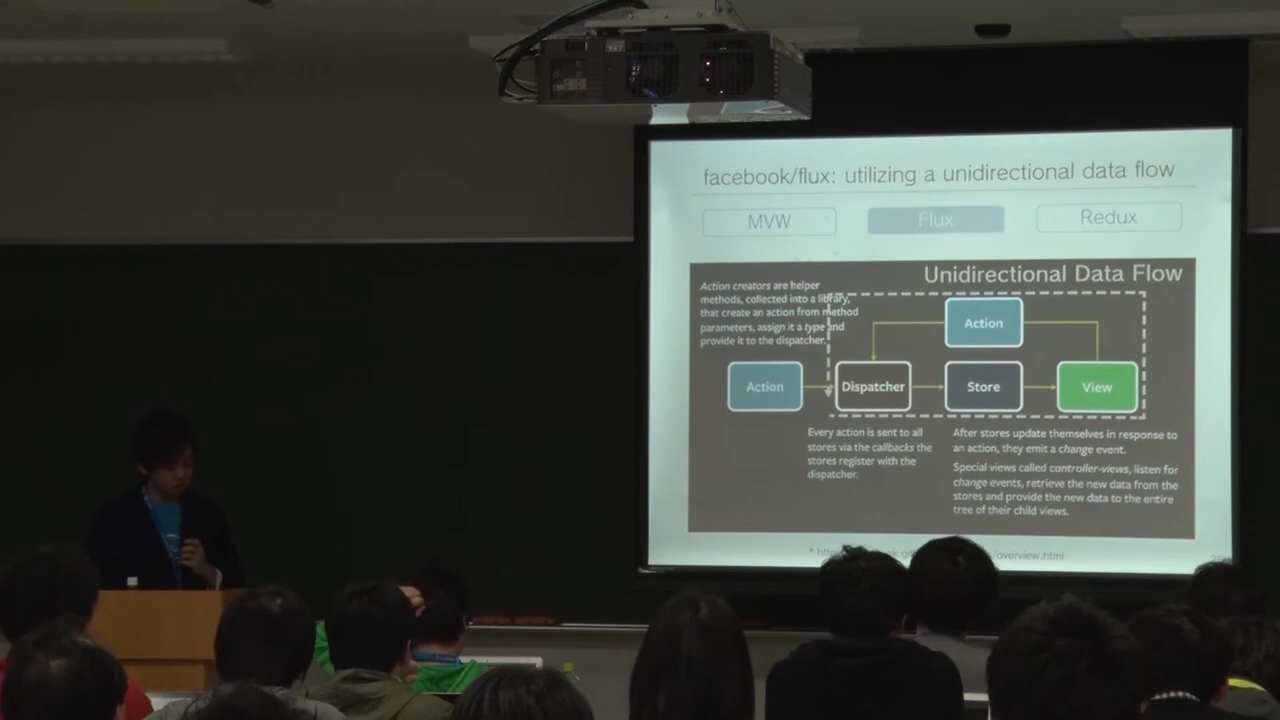 facebook/flux: utilizing a unidirectional data flow
MVW
Flux
Redux
Unidirectional Data Flow
Action creators are helper
methods, collected into a library,
that create an action from method
parameters, assign it a type and
provide it to the dispatcher.
Action
Action
Dispatcher
Store
View
Every action is sent to all
stores via the callbacks the
stores register with the
dispatcher.
After stores update themselves in response to
an action, they emit a change event.
Special views called controller-views, listen for
change events, retrieve the new data from the
stores and provide the new data to the entire
tree of their child views.
/overview.html